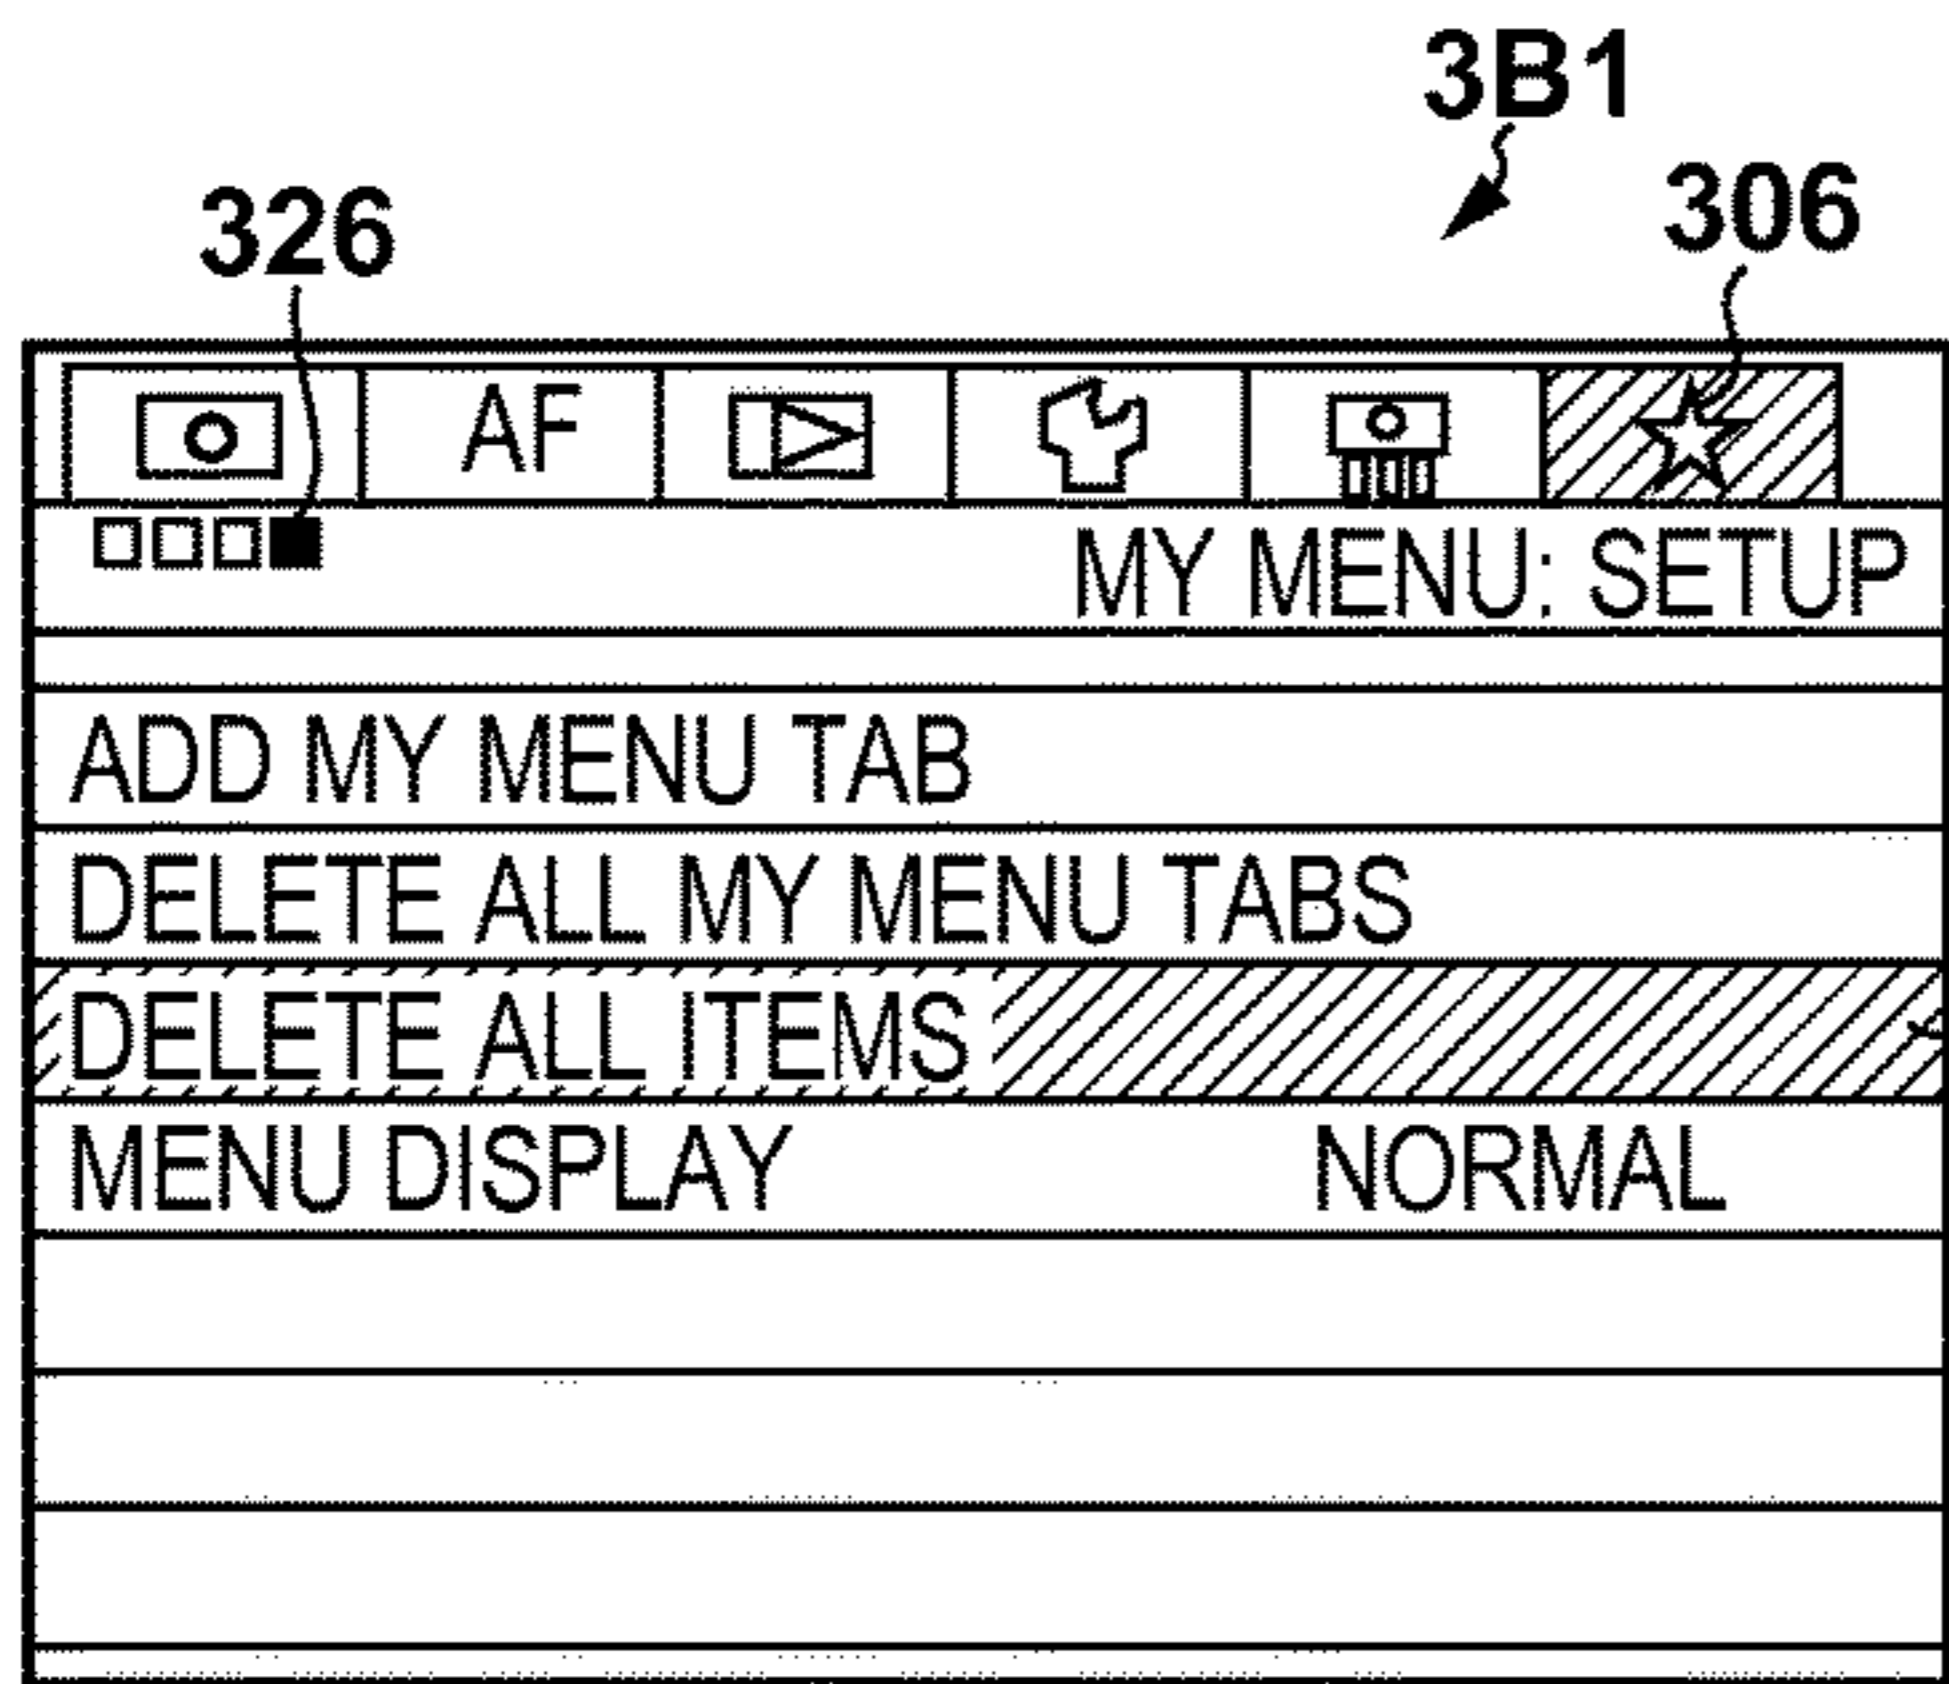 3B1
326
306
AF
MY MENU: SETUP
ADD MY MENU TAB
DELETE ALL MY MENU TABS
DELETE ALL ITEMS
MENU DISPLAY NORMAL